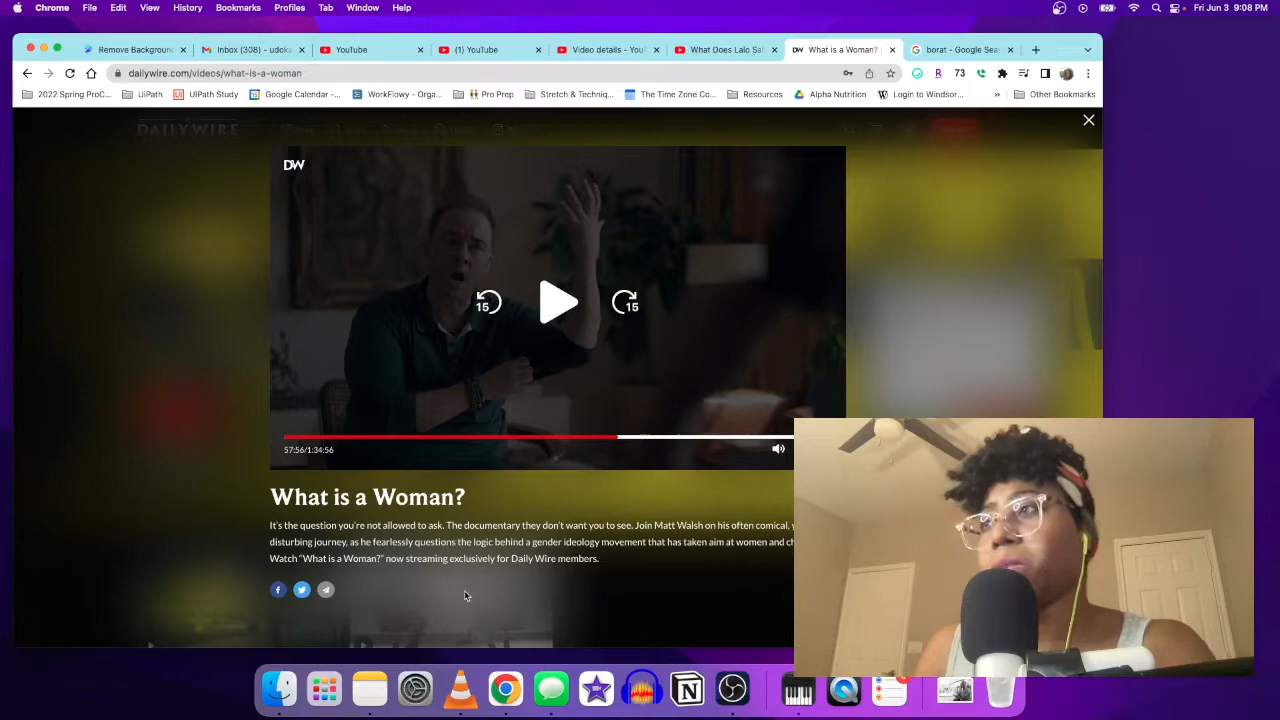 Chrome File Edit View History Bookmarks Profiles Tab Window Help Fri Jun 3 9:08 PM
Remove Backgroun Inbox (308) - udoka YouTube (1) YouTube Video details - You What Does Lalo Sal What is a Woman? borat - Google Sea
dailywire.com/videos/what-is-a-woman 73
2022 Spring ProC... UiPath UIPath Study Google Calendar -... WorkFlowy - Orga... Pro Prep Stretch & Techniq... The Time Zone Co... Resources Alpha Nutrition Login to Windsor... » Other Bookmarks
DAILYWIRE
DW
15 15
57:56/1:34:56
What is a Woman?
It's the question you're not allowed to ask. The documentary they don't want you to see. Join Matt Walsh on his often comical,
disturbing journey, as he fearlessly questions the logic behind a gender ideology movement that has taken aim at women and
Watch "What is a Woman?" now streaming exclusively for Daily Wire members.